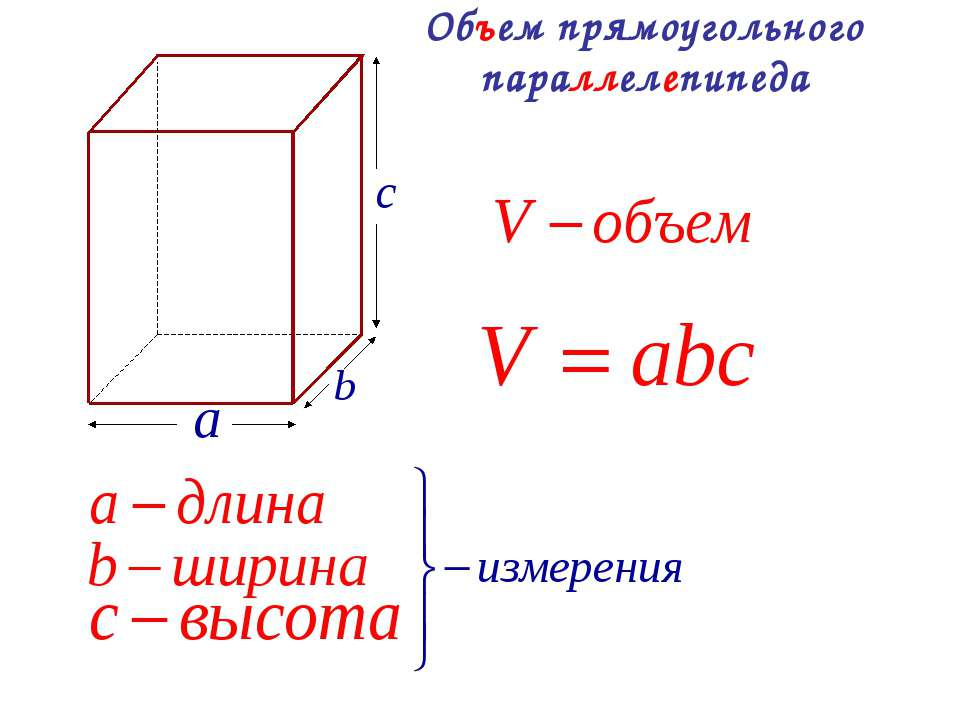 Объем прямоугольного
параллелепипеда
c
V – объем
V = abc
b
a
a – длина
b – ширина
c – высота
– измерения